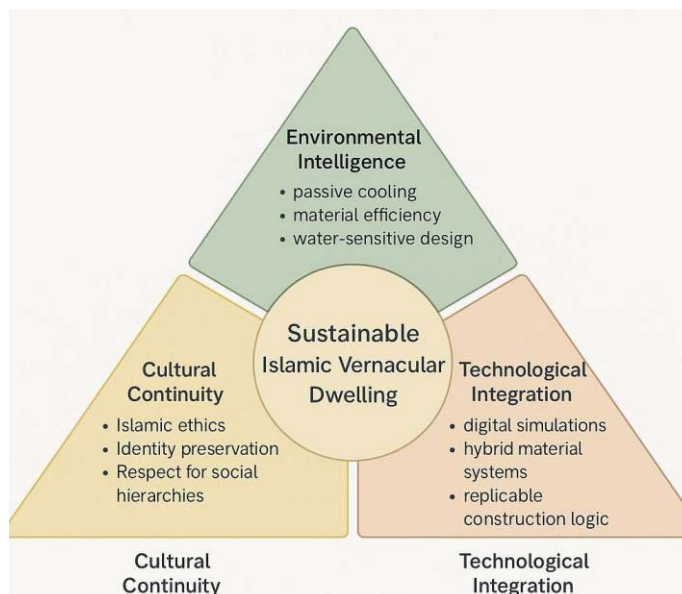 Environmental
Intelligence
• passive cooling
• material efficiency
• water-sensitive design
Sustainable
Islamic Vernacular
Dwelling
Cultural
Continuity
• Islamic ethics
• Identity preservation
• Respect for social
hierarchies
Technological
Integration
• digital simulations
• hybrid material
systems
• replicable
construction logic
Cultural
Continuity
Technological
Integration